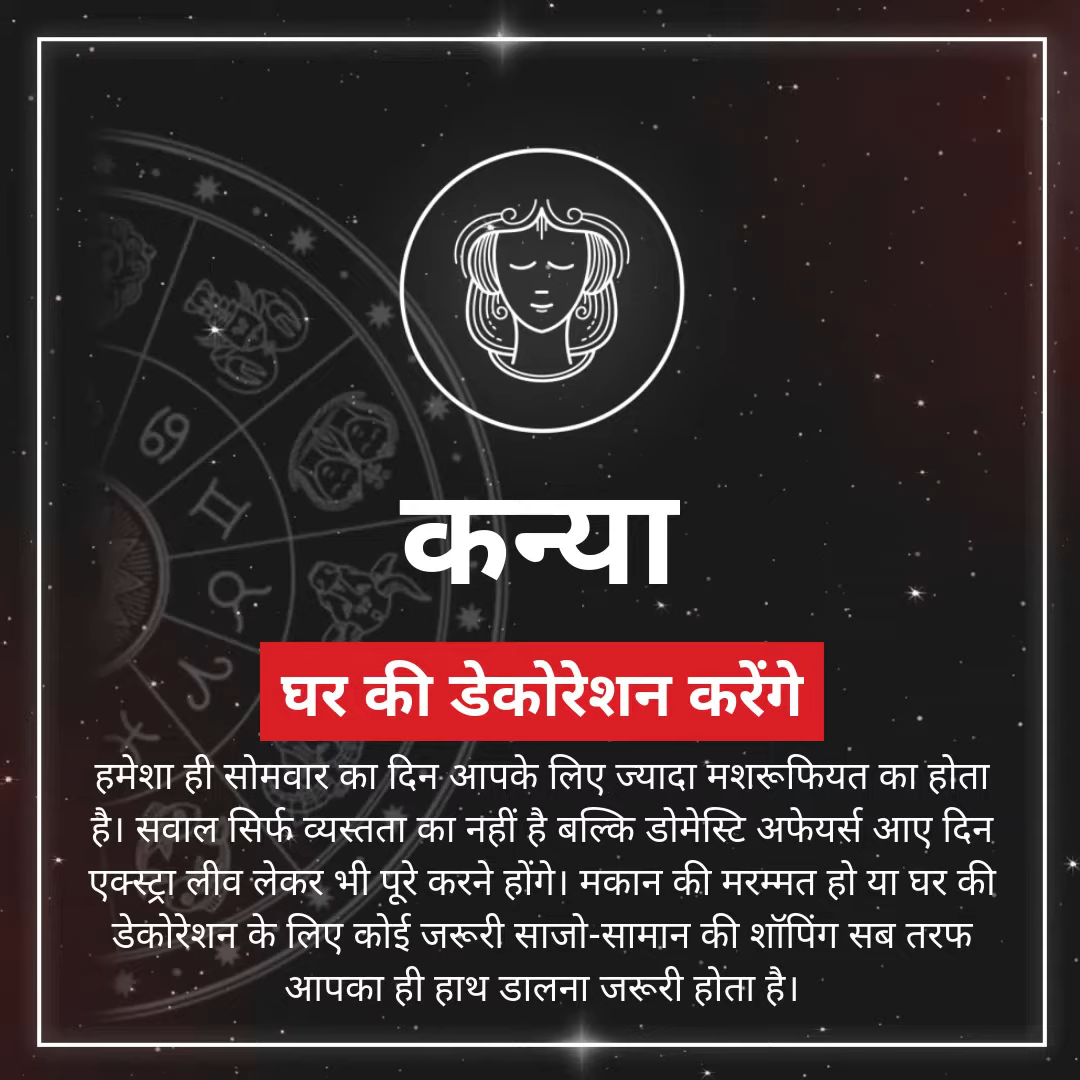 कन्या
घर की डेकोरेशन करेंगे
हमेशा ही सोमवार का दिन आपके लिए ज्यादा मशरूफियत का होता
है। सवाल सिर्फ व्यस्तता का नहीं है बल्कि डोमेस्टि अफेयर्स आए दिन
एक्स्ट्रा लीव लेकर भी पूरे करने होंगे। मकान की मरम्मत हो या घर की
डेकोरेशन के लिए कोई जरूरी साजो-सामान की शॉपिंग सब तरफ
आपका ही हाथ डालना जरूरी होता है।